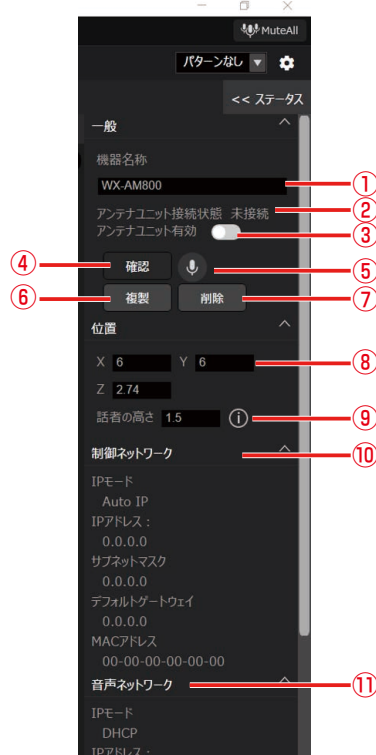 MuteAll
パターンなし
<< ステータス
一般
機器名称
WX-AM800
①
アンテナユニット接続状態 未接続
②
アンテナユニット有効
③
④
確認
⑤
⑥
複製
削除
⑦
位置
X 6 Y 6
⑧
Z 2.74
話者の高さ 1.5
⑨
制御ネットワーク
⑩
IPモード
Auto IP
IPアドレス :
0.0.0.0
サブネットマスク
0.0.0.0
デフォルトゲートウェイ
0.0.0.0
MACアドレス
00-00-00-00-00-00
音声ネットワーク
⑪
IPモード
DHCP
IPアドレス :